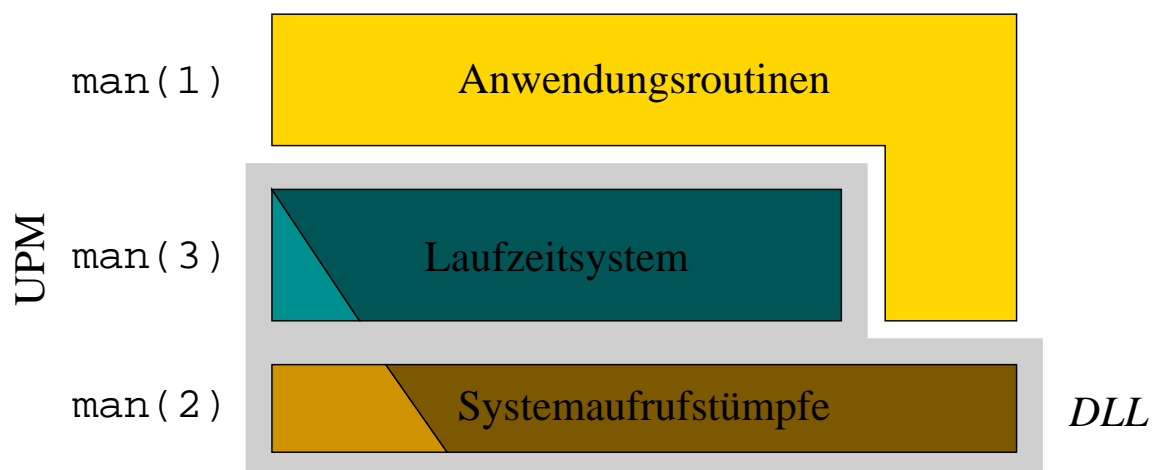 man(1)
Anwendungsroutinen
UPM
man(3)
Laufzeitsystem
man(2)
Systemaufrufstümpfe
DLL